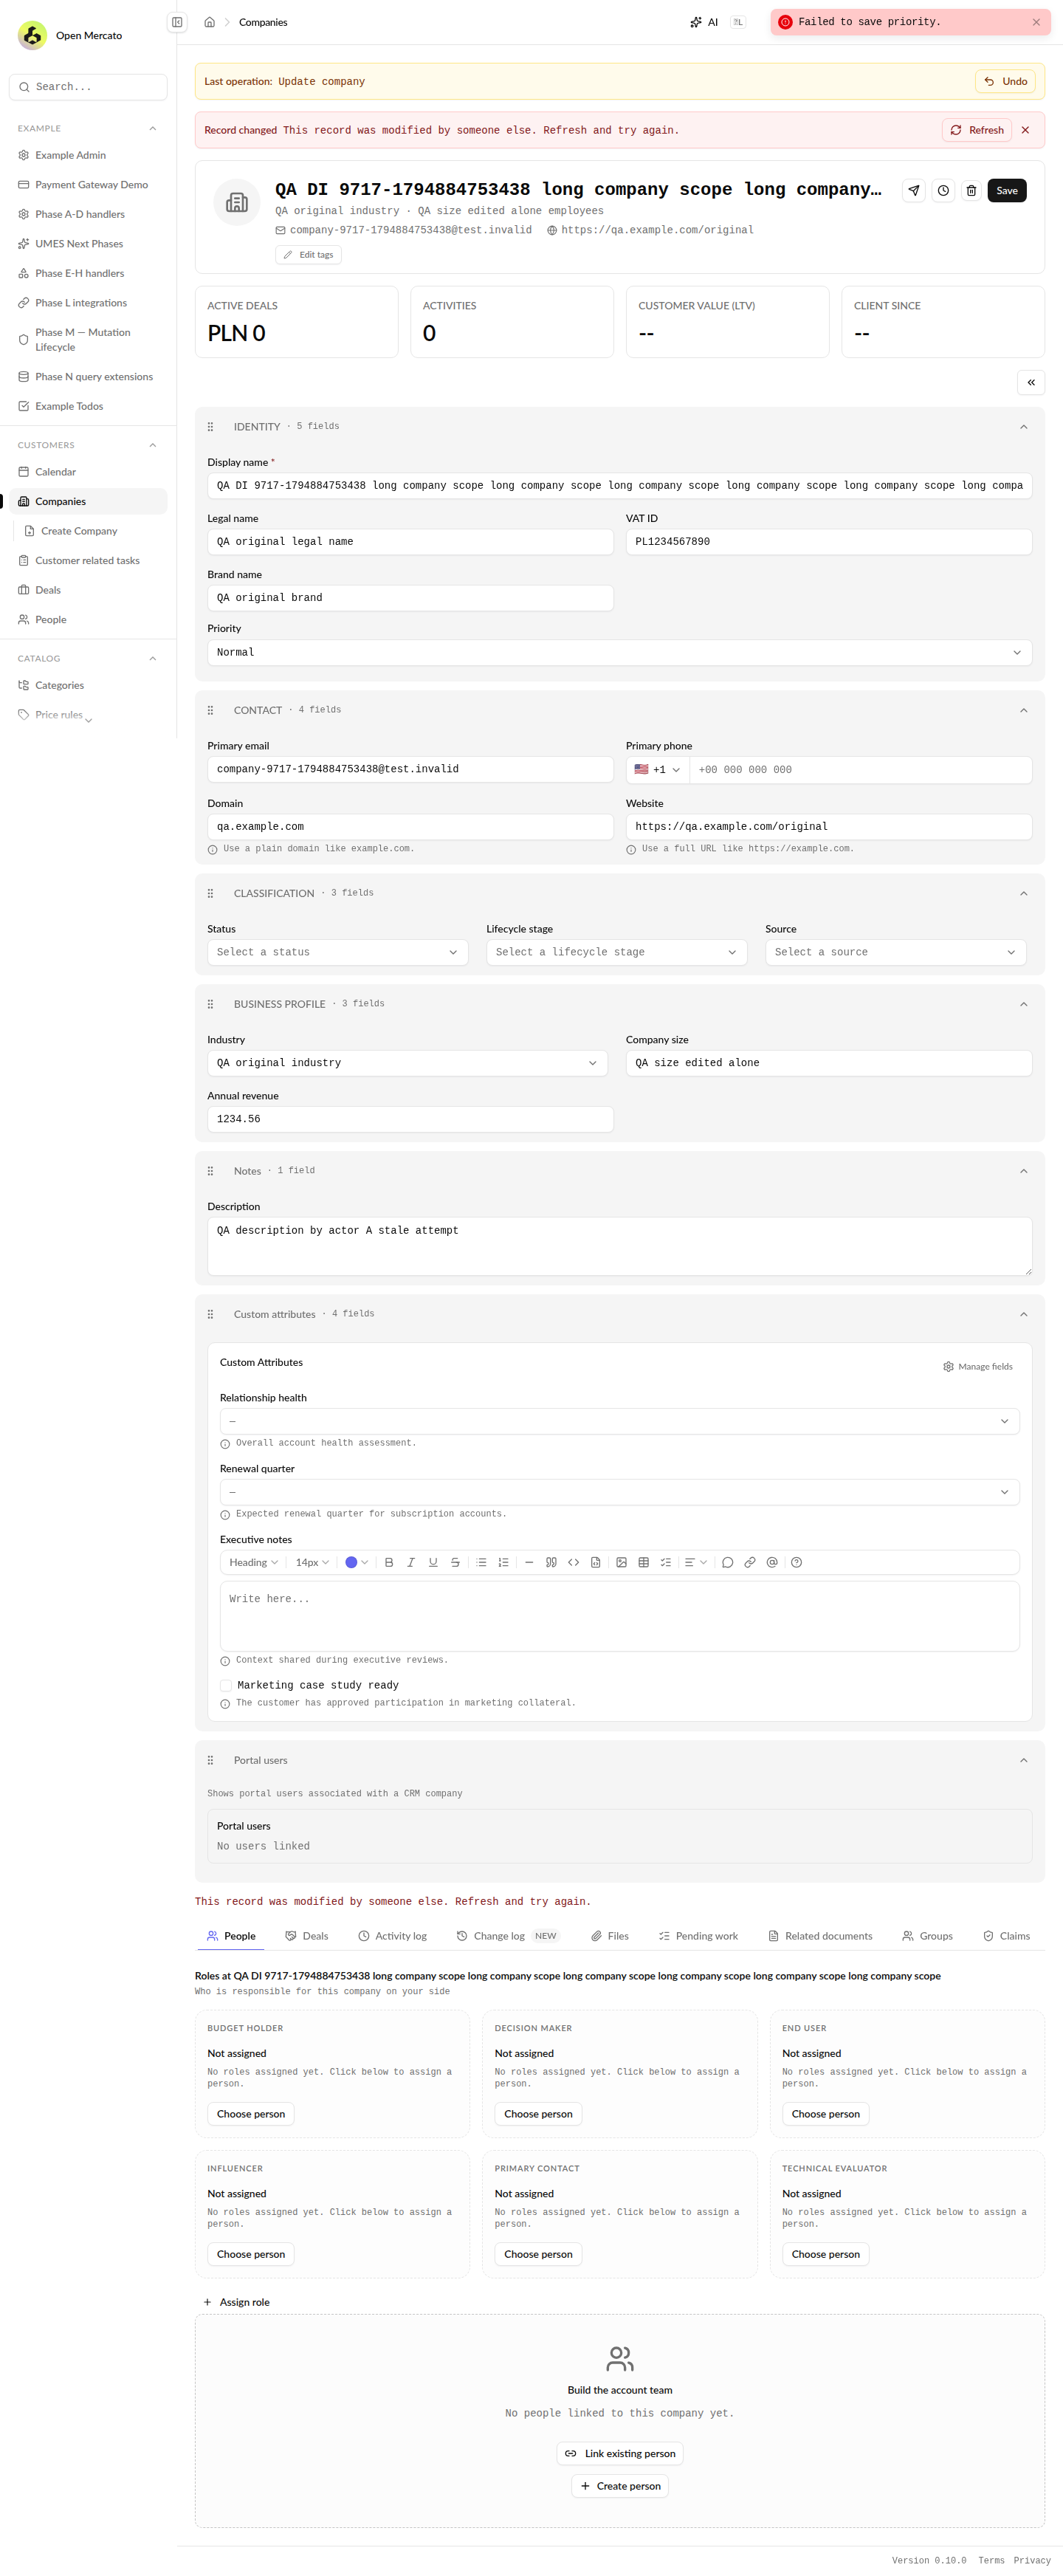 Open Mercato
Companies
AI
Failed to save priority.
Search...
Last operation: Update company
Undo
EXAMPLE
Record changed This record was modified by someone else. Refresh and try again.
Refresh
Example Admin
Payment Gateway Demo
Phase A-D handlers
UMES Next Phases
Phase E-H handlers
Phase L integrations
Phase M — Mutation
Lifecycle
Phase N query extensions
Example Todos
CUSTOMERS
Calendar
Companies
Create Company
Customer related tasks
Deals
People
CATALOG
Categories
Price rules
QA DI 9717-1794884753438 long company scope long company…
Save
QA original industry · QA size edited alone employees
company-9717-1794884753438@test.invalid https://qa.example.com/original
Edit tags
ACTIVE DEALS
PLN 0
ACTIVITIES
0
CUSTOMER VALUE (LTV)
--
CLIENT SINCE
--
IDENTITY · 5 fields
Display name *
QA DI 9717-1794884753438 long company scope long company scope long company scope long company scope long company scope long compa
Legal name
QA original legal name
VAT ID
PL1234567890
Brand name
QA original brand
Priority
Normal
CONTACT · 4 fields
Primary email
company-9717-1794884753438@test.invalid
Primary phone
+1 +00 000 000 000
Domain
qa.example.com
Use a plain domain like example.com.
Website
https://qa.example.com/original
Use a full URL like https://example.com.
CLASSIFICATION · 3 fields
Status
Select a status
Lifecycle stage
Select a lifecycle stage
Source
Select a source
BUSINESS PROFILE · 3 fields
Industry
QA original industry
Company size
QA size edited alone
Annual revenue
1234.56
Notes · 1 field
Description
QA description by actor A stale attempt
Custom attributes · 4 fields
Custom Attributes
Manage fields
Relationship health
—
Overall account health assessment.
Renewal quarter
—
Expected renewal quarter for subscription accounts.
Executive notes
Heading 14px
Write here...
Context shared during executive reviews.
Marketing case study ready
The customer has approved participation in marketing collateral.
Portal users
Shows portal users associated with a CRM company
Portal users
No users linked
This record was modified by someone else. Refresh and try again.
People Deals Activity log Change log NEW Files Pending work Related documents Groups Claims
Roles at QA DI 9717-1794884753438 long company scope long company scope long company scope long company scope long company scope long company scope
Who is responsible for this company on your side
BUDGET HOLDER
Not assigned
No roles assigned yet. Click below to assign a
person.
Choose person
DECISION MAKER
Not assigned
No roles assigned yet. Click below to assign a
person.
Choose person
END USER
Not assigned
No roles assigned yet. Click below to assign a
person.
Choose person
INFLUENCER
Not assigned
No roles assigned yet. Click below to assign a
person.
Choose person
PRIMARY CONTACT
Not assigned
No roles assigned yet. Click below to assign a
person.
Choose person
TECHNICAL EVALUATOR
Not assigned
No roles assigned yet. Click below to assign a
person.
Choose person
Assign role
Build the account team
No people linked to this company yet.
Link existing person
Create person
Version 0.10.0 Terms Privacy